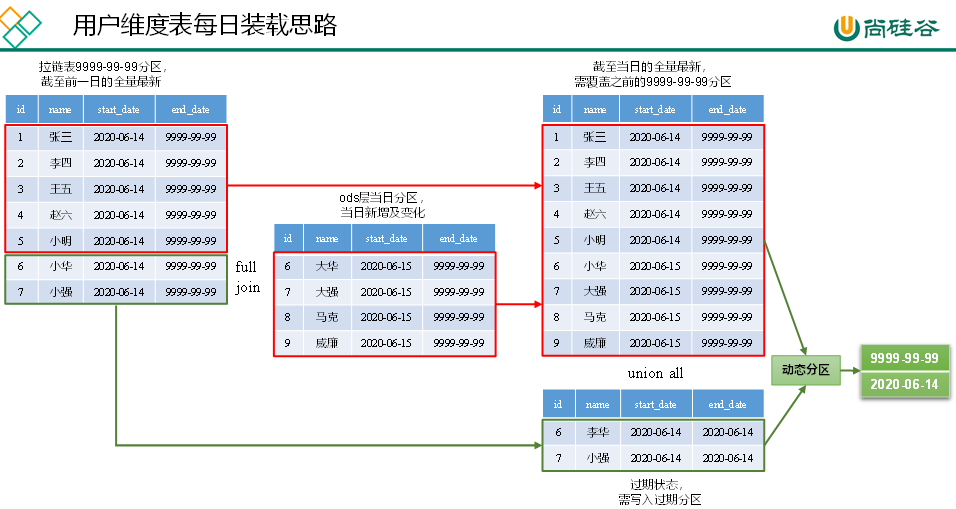 用户维度表每日装载思路
尚硅谷
拉链表9999-99-99分区，
截至前一日的全量最新
id name start_date end_date
1 张三 2020-06-14 9999-99-99
2 李四 2020-06-14 9999-99-99
3 王五 2020-06-14 9999-99-99
4 赵六 2020-06-14 9999-99-99
5 小明 2020-06-14 9999-99-99
6 小华 2020-06-14 9999-99-99
7 小强 2020-06-14 9999-99-99
full
join
ods层当日分区，
当日新增及变化
id name start_date end_date
6 大华 2020-06-15 9999-99-99
7 大强 2020-06-15 9999-99-99
8 马克 2020-06-15 9999-99-99
9 威廉 2020-06-15 9999-99-99
截至当日的全量最新，
需覆盖之前的9999-99-99分区
id name start_date end_date
1 张三 2020-06-14 9999-99-99
2 李四 2020-06-14 9999-99-99
3 王五 2020-06-14 9999-99-99
4 赵六 2020-06-14 9999-99-99
5 小明 2020-06-14 9999-99-99
6 小华 2020-06-15 9999-99-99
7 大强 2020-06-15 9999-99-99
8 马克 2020-06-15 9999-99-99
9 威廉 2020-06-15 9999-99-99
union all
id name start_date end_date
6 李华 2020-06-14 2020-06-14
7 小强 2020-06-14 2020-06-14
过期状态，
需写入过期分区
动态分区
9999-99-99
2020-06-14